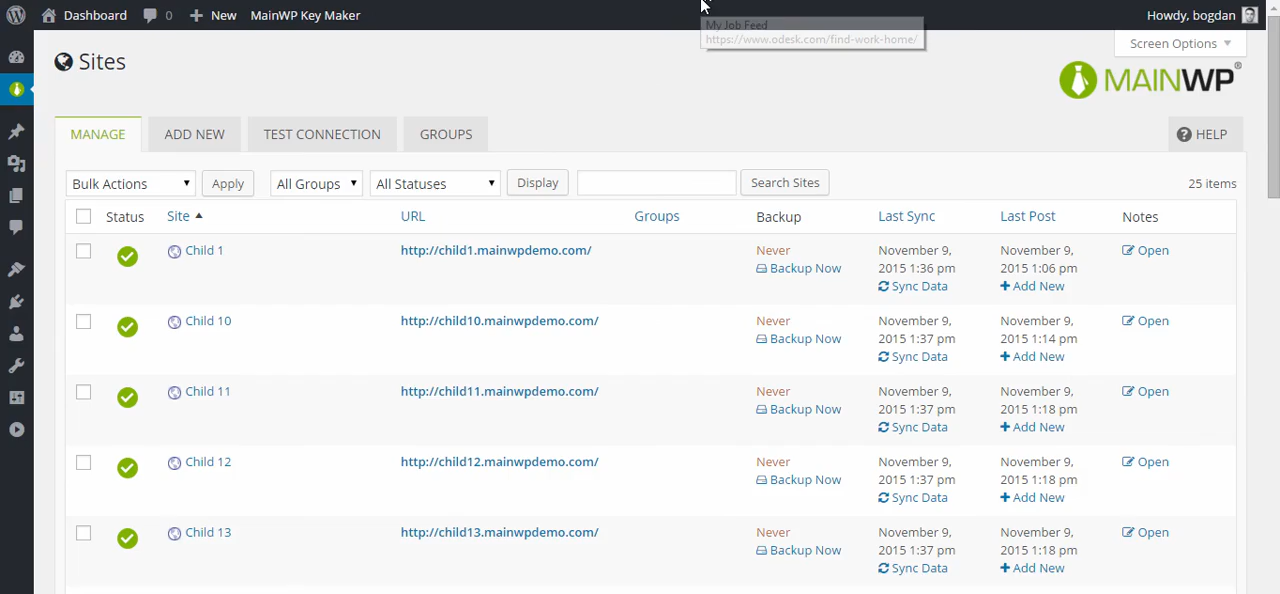 Dashboard 0 New MainWP Key Maker Howdy, bogdan
My Job Feed
https://www.odesk.com/find-work-home/
Screen Options
Sites
MAINWP®
MANAGE ADD NEW TEST CONNECTION GROUPS HELP
Bulk Actions Apply All Groups All Statuses Display Search Sites 25 items
Status Site URL Groups Backup Last Sync Last Post Notes
Child 1 http://child1.mainwpdemo.com/ Never November 9, November 9, Open
Backup Now 2015 1:36 pm 2015 1:06 pm
Sync Data Add New
Child 10 http://child10.mainwpdemo.com/ Never November 9, November 9, Open
Backup Now 2015 1:37 pm 2015 1:14 pm
Sync Data Add New
Child 11 http://child11.mainwpdemo.com/ Never November 9, November 9, Open
Backup Now 2015 1:37 pm 2015 1:18 pm
Sync Data Add New
Child 12 http://child12.mainwpdemo.com/ Never November 9, November 9, Open
Backup Now 2015 1:37 pm 2015 1:18 pm
Sync Data Add New
Child 13 http://child13.mainwpdemo.com/ Never November 9, November 9, Open
Backup Now 2015 1:37 pm 2015 1:18 pm
Sync Data Add New